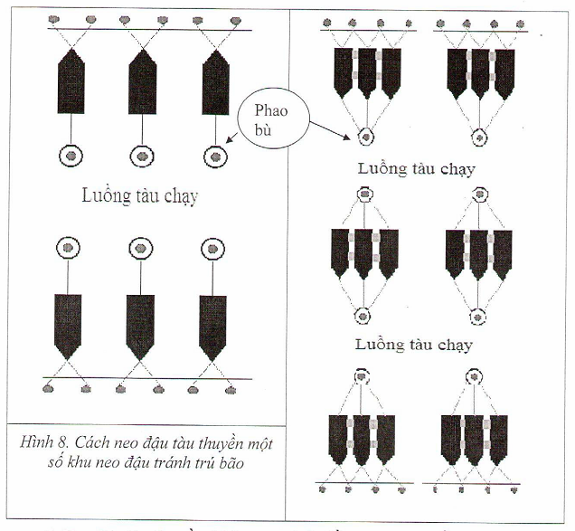 Phao
bù
Luồng tàu chạy
Luồng tàu chạy
Luồng tàu chạy
Hình 8. Cách neo đậu tàu thuyền một
số khu neo đậu tránh trú bão